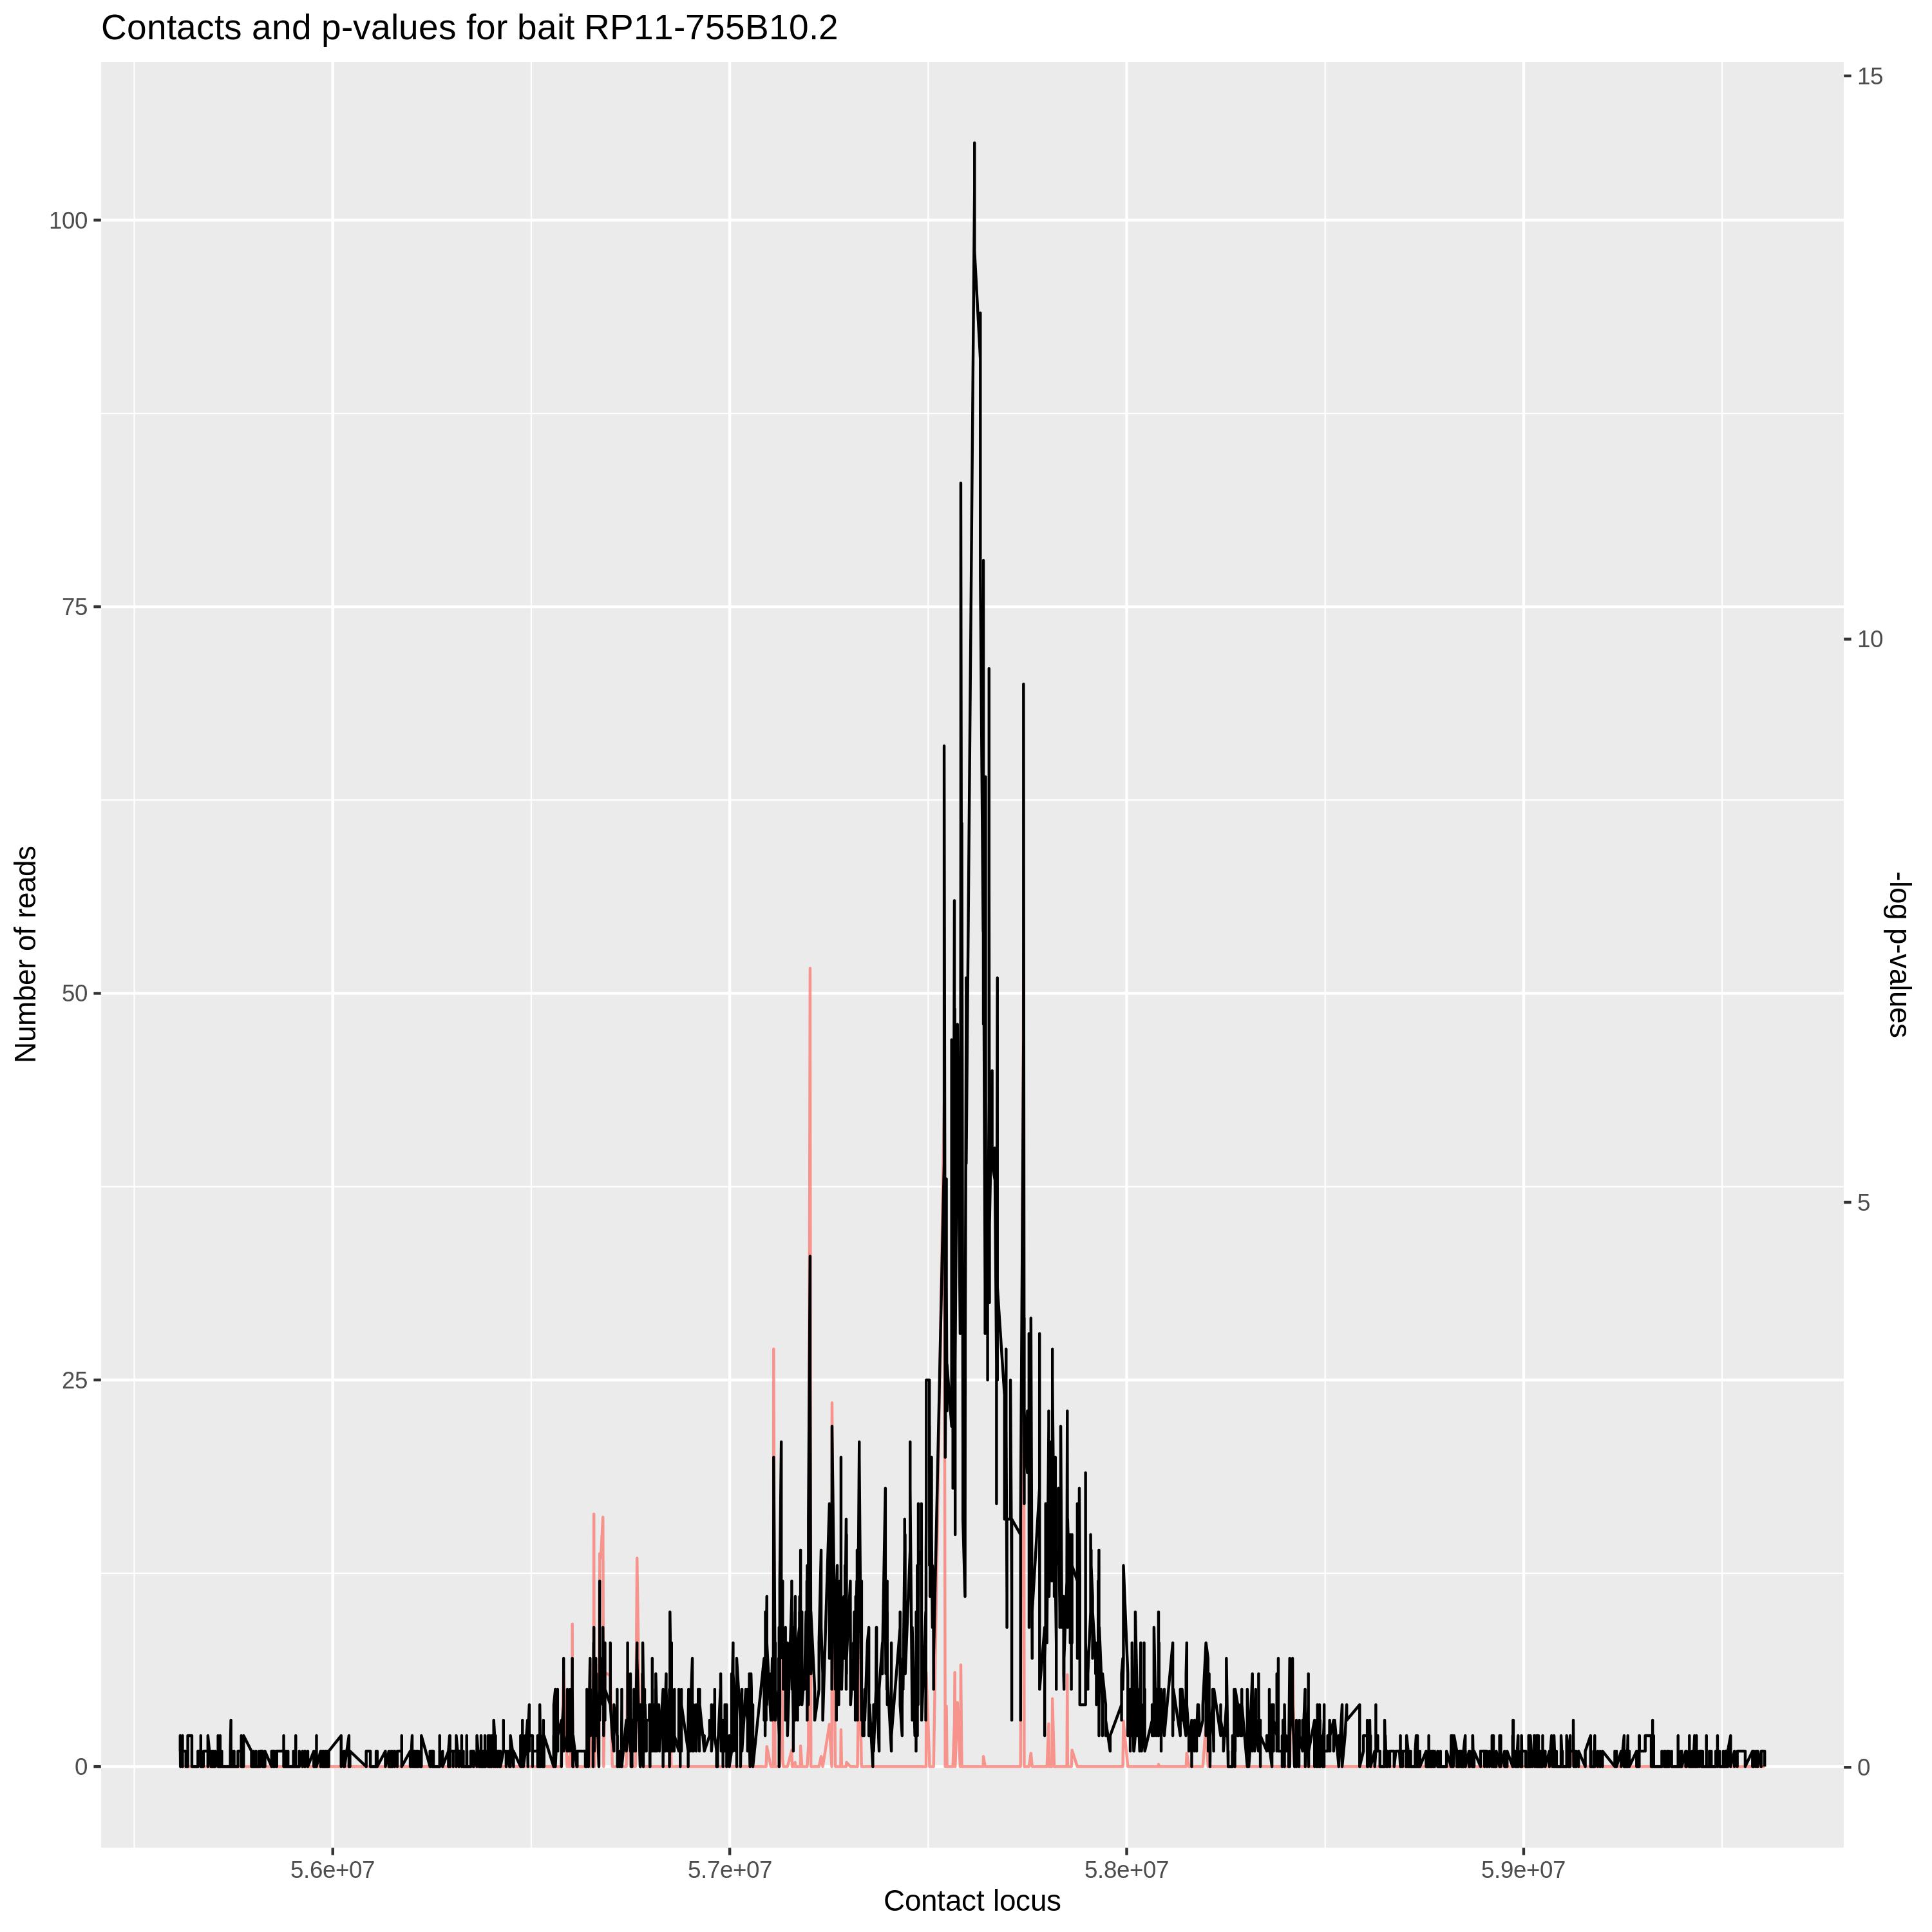 Contacts and p-values for bait RP11-755B10.2
100
75
50
25
0
Number of reads
15
10
5
0
-log p-values
5.6e+07
5.7e+07
5.8e+07
5.9e+07
Contact locus